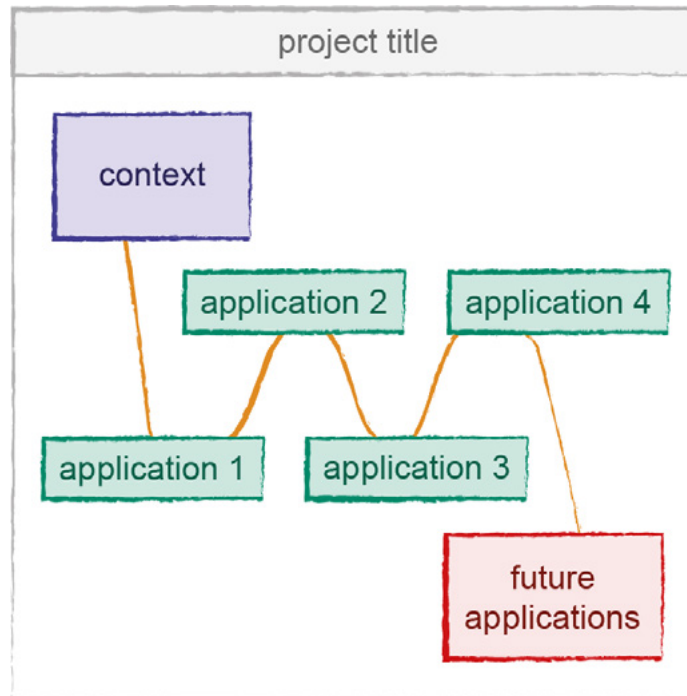 project title
context
application 2
application 4
application 1
application 3
future
applications